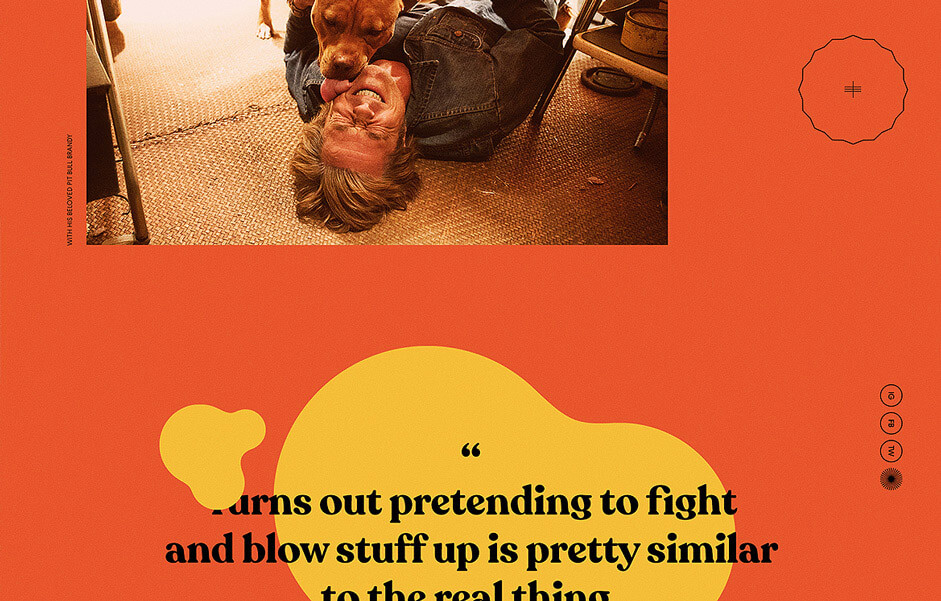 WITH HIS BELOVED PIT BULL BRANDY
IG
FB
TW
“
Turns out pretending to fight
and blow stuff up is pretty similar
to the real thing